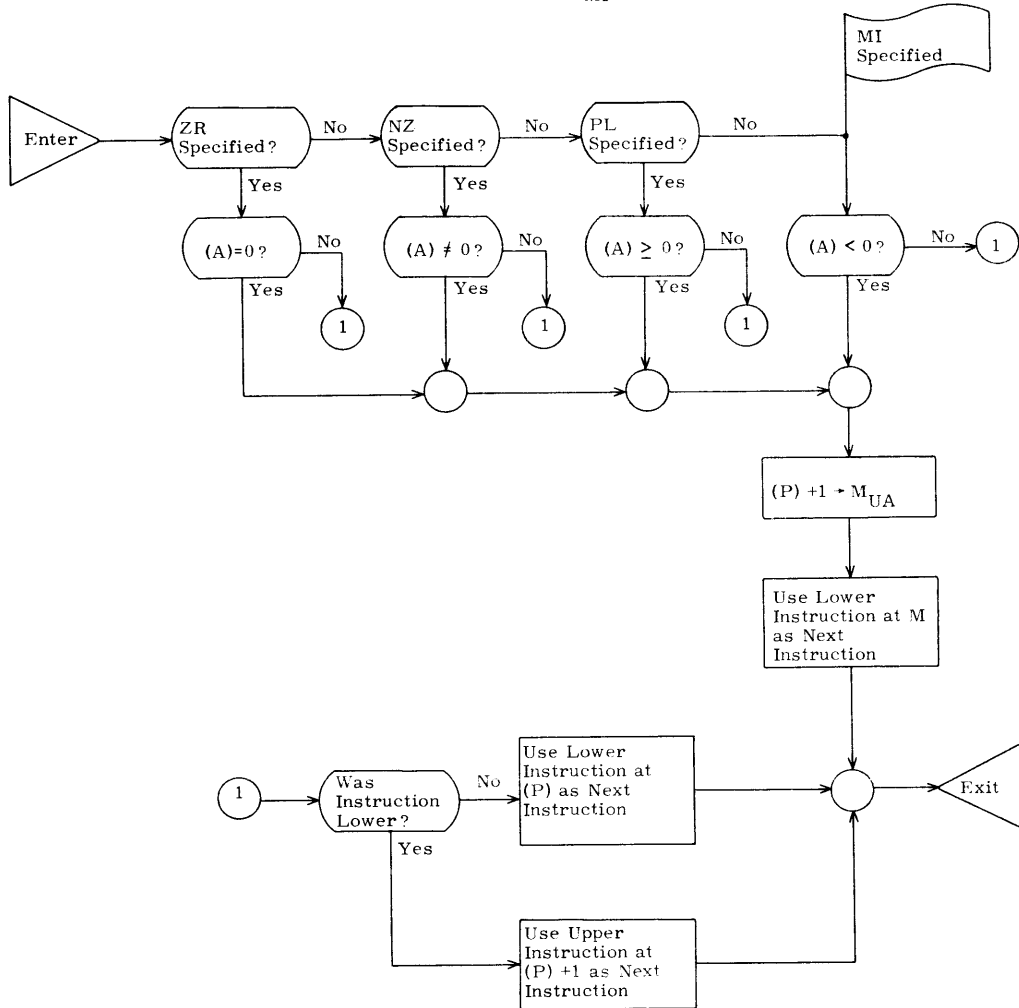 MI
Specified
Enter
ZR
Specified?
No
NZ
Specified?
No
PL
Specified?
No
Yes
Yes
Yes
(A)=0?
No
(A) ≠ 0?
No
(A) ≥ 0?
No
(A) < 0?
No
1
Yes
Yes
Yes
Yes
1
1
1
(P) +1 → M_UA
Use Lower
Instruction at M
as Next
Instruction
1
Was
Instruction
Lower?
No
Use Lower
Instruction at
(P) as Next
Instruction
Exit
Yes
Use Upper
Instruction at
(P) +1 as Next
Instruction